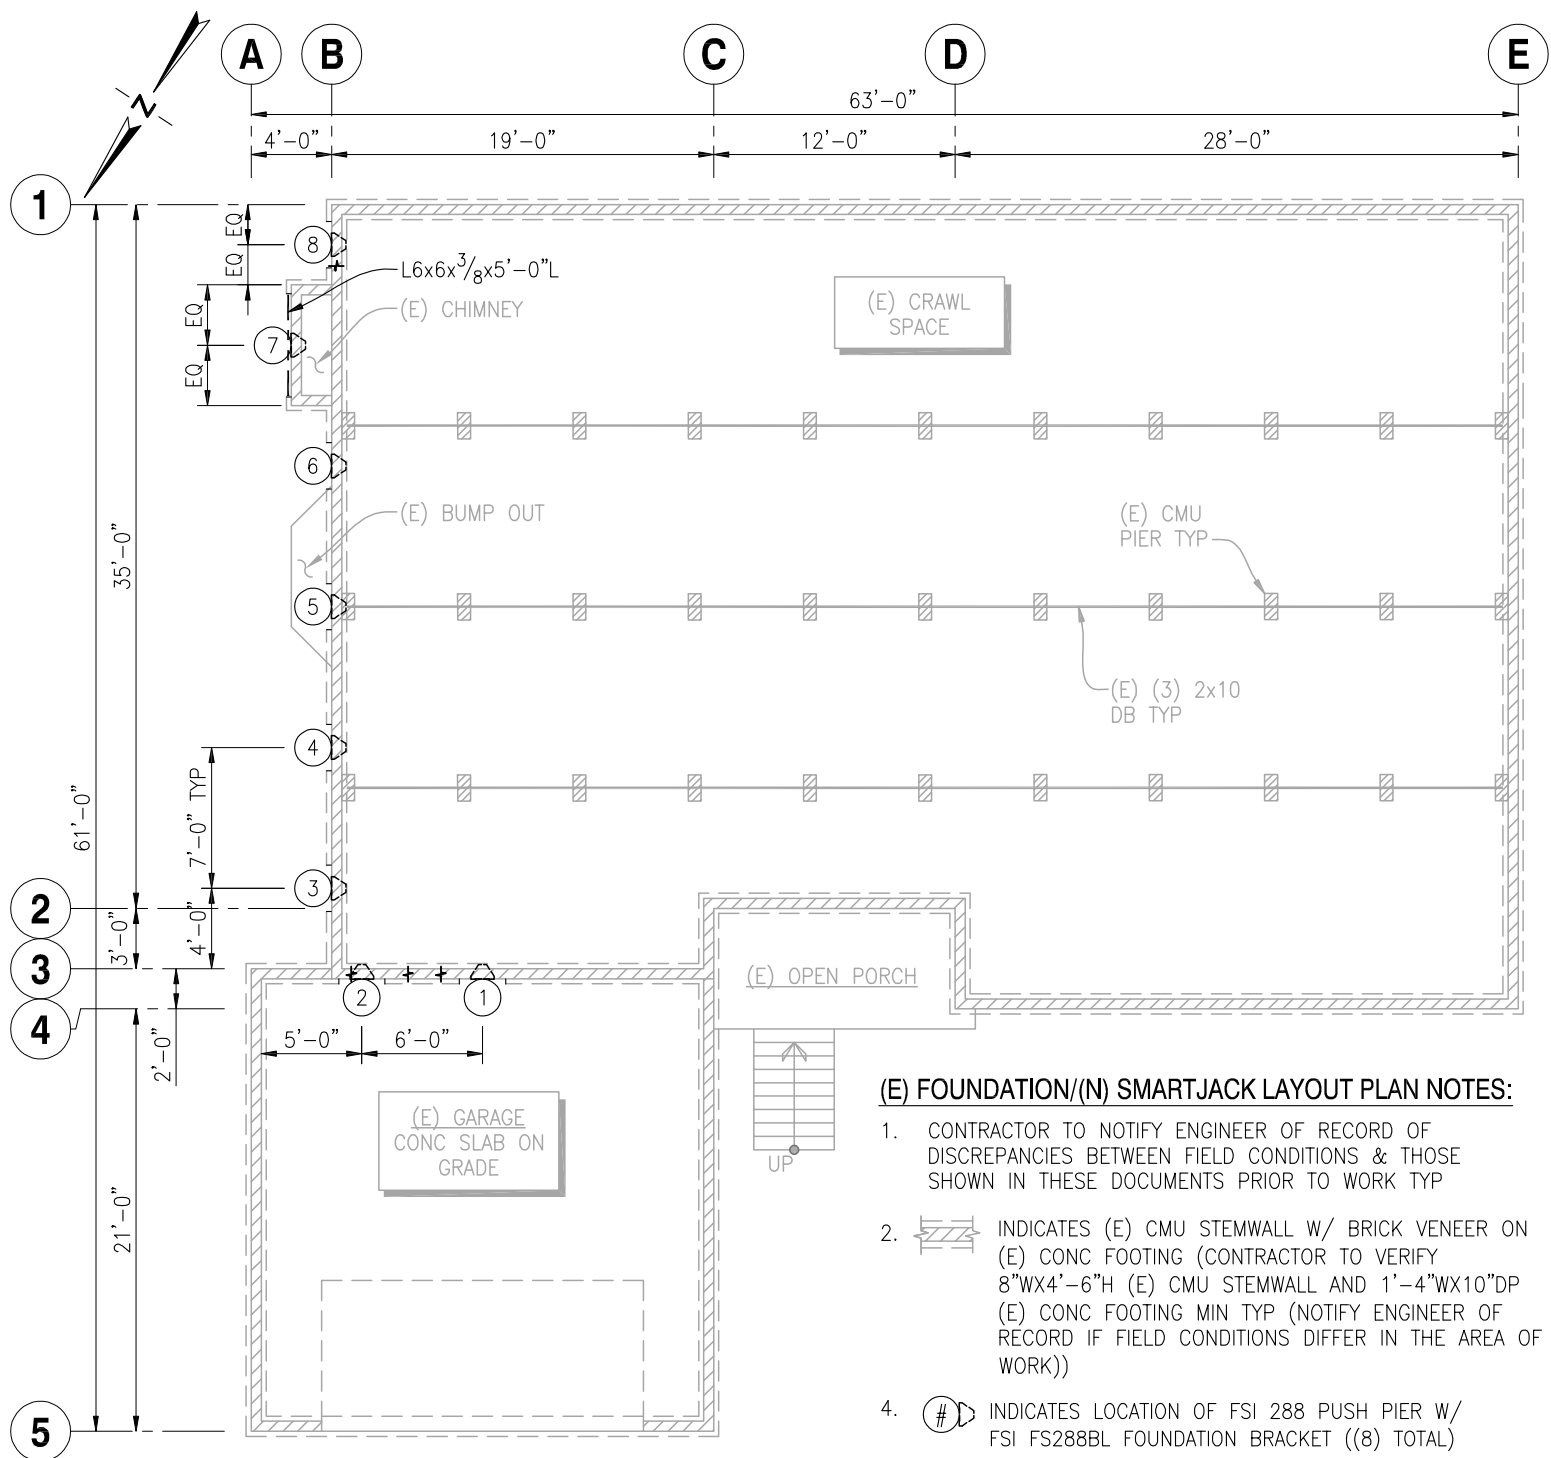 A B C D E
63'-0"
4'-0" 19'-0" 12'-0" 28'-0"
N
1
2
3
4
5
EQ
EQ
EQ
EQ
8
7
6
5
4
3
2
1
L6x6x3/8x5'-0"L
(E) CHIMNEY
(E) CRAWL
SPACE
(E) BUMP OUT
(E) CMU
PIER TYP
(E) (3) 2x10
DB TYP
35'-0"
61'-0"
7'-0" TYP
4'-0"
3'-0"
2'-0"
21'-0"
5'-0" 6'-0"
(E) OPEN PORCH
UP
(E) GARAGE
CONC SLAB ON
GRADE
(E) FOUNDATION/(N) SMARTJACK LAYOUT PLAN NOTES:
1. CONTRACTOR TO NOTIFY ENGINEER OF RECORD OF
DISCREPANCIES BETWEEN FIELD CONDITIONS & THOSE
SHOWN IN THESE DOCUMENTS PRIOR TO WORK TYP
2. INDICATES (E) CMU STEMWALL W/ BRICK VENEER ON
(E) CONC FOOTING (CONTRACTOR TO VERIFY
8"WX4'-6"H (E) CMU STEMWALL AND 1'-4"WX10"DP
(E) CONC FOOTING MIN TYP (NOTIFY ENGINEER OF
RECORD IF FIELD CONDITIONS DIFFER IN THE AREA OF
WORK))
4. # INDICATES LOCATION OF FSI 288 PUSH PIER W/
FSI FS288BL FOUNDATION BRACKET ((8) TOTAL)